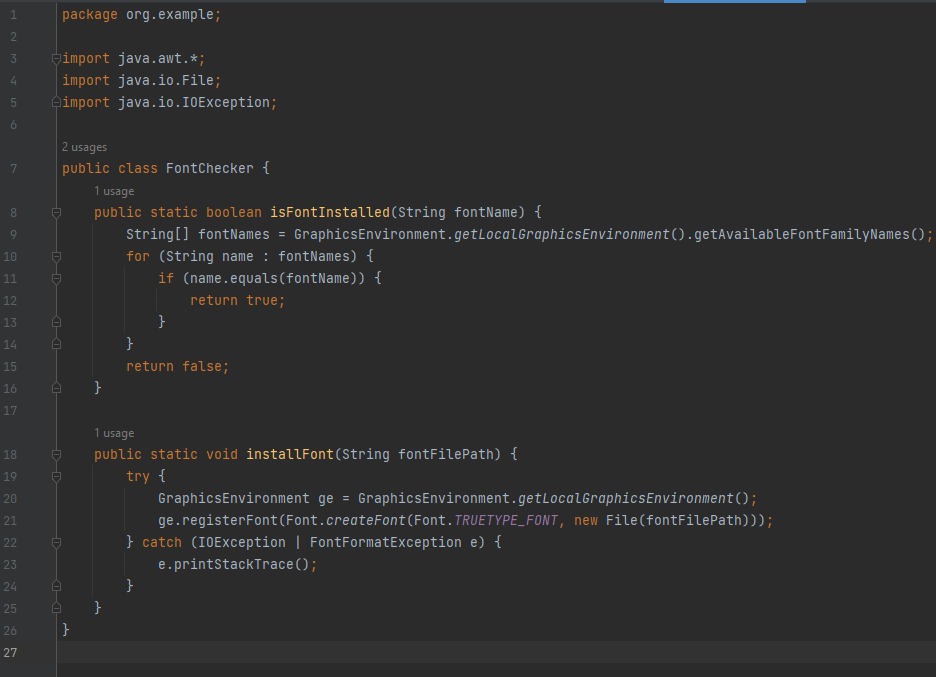 1 package org.example;
2
3 import java.awt.*;
4 import java.io.File;
5 import java.io.IOException;
6
2 usages
7 public class FontChecker {
1 usage
8     public static boolean isFontInstalled(String fontName) {
9         String[] fontNames = GraphicsEnvironment.getLocalGraphicsEnvironment().getAvailableFontFamilyNames();
10         for (String name : fontNames) {
11             if (name.equals(fontName)) {
12                 return true;
13             }
14         }
15         return false;
16     }
17
1 usage
18     public static void installFont(String fontFilePath) {
19         try {
20             GraphicsEnvironment ge = GraphicsEnvironment.getLocalGraphicsEnvironment();
21             ge.registerFont(Font.createFont(Font.TRUETYPE_FONT, new File(fontFilePath)));
22         } catch (IOException | FontFormatException e) {
23             e.printStackTrace();
24         }
25     }
26 }
27